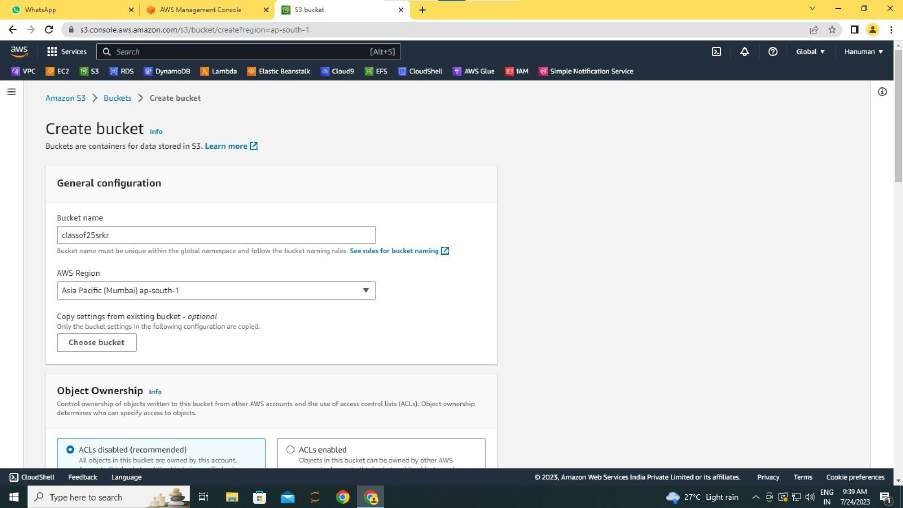 WhatsApp
AWS Management Console
S3 bucket
s3.console.aws.amazon.com/s3/bucket/create?region=ap-south-1
aws
Services
Search
[Alt+S]
Global
Hanuman
VPC
EC2
S3
RDS
DynamoDB
Lambda
Elastic Beanstalk
Cloud9
EFS
CloudShell
AWS Glue
IAM
Simple Notification Service
Amazon S3 > Buckets > Create bucket
Create bucket Info
Buckets are containers for data stored in S3. Learn more
General configuration
Bucket name
classof25srkr
Bucket name must be unique within the global namespace and follow the bucket naming rules. See rules for bucket naming
AWS Region
Asia Pacific (Mumbai) ap-south-1
Copy settings from existing bucket - optional
Only the bucket settings in the following configuration are copied.
Choose bucket
Object Ownership Info
Control ownership of objects written to this bucket from other AWS accounts and the use of access control lists (ACLs). Object ownership
determines who can specify access to objects.
ACLs disabled (recommended)
All objects in this bucket are owned by this account.
ACLs enabled
Objects in this bucket can be owned by other AWS
CloudShell
Feedback
Language
© 2023, Amazon Web Services India Private Limited or its affiliates.
Privacy
Terms
Cookie preferences
Type here to search
27°C Light rain
ENG
IN
9:39 AM
7/24/2023